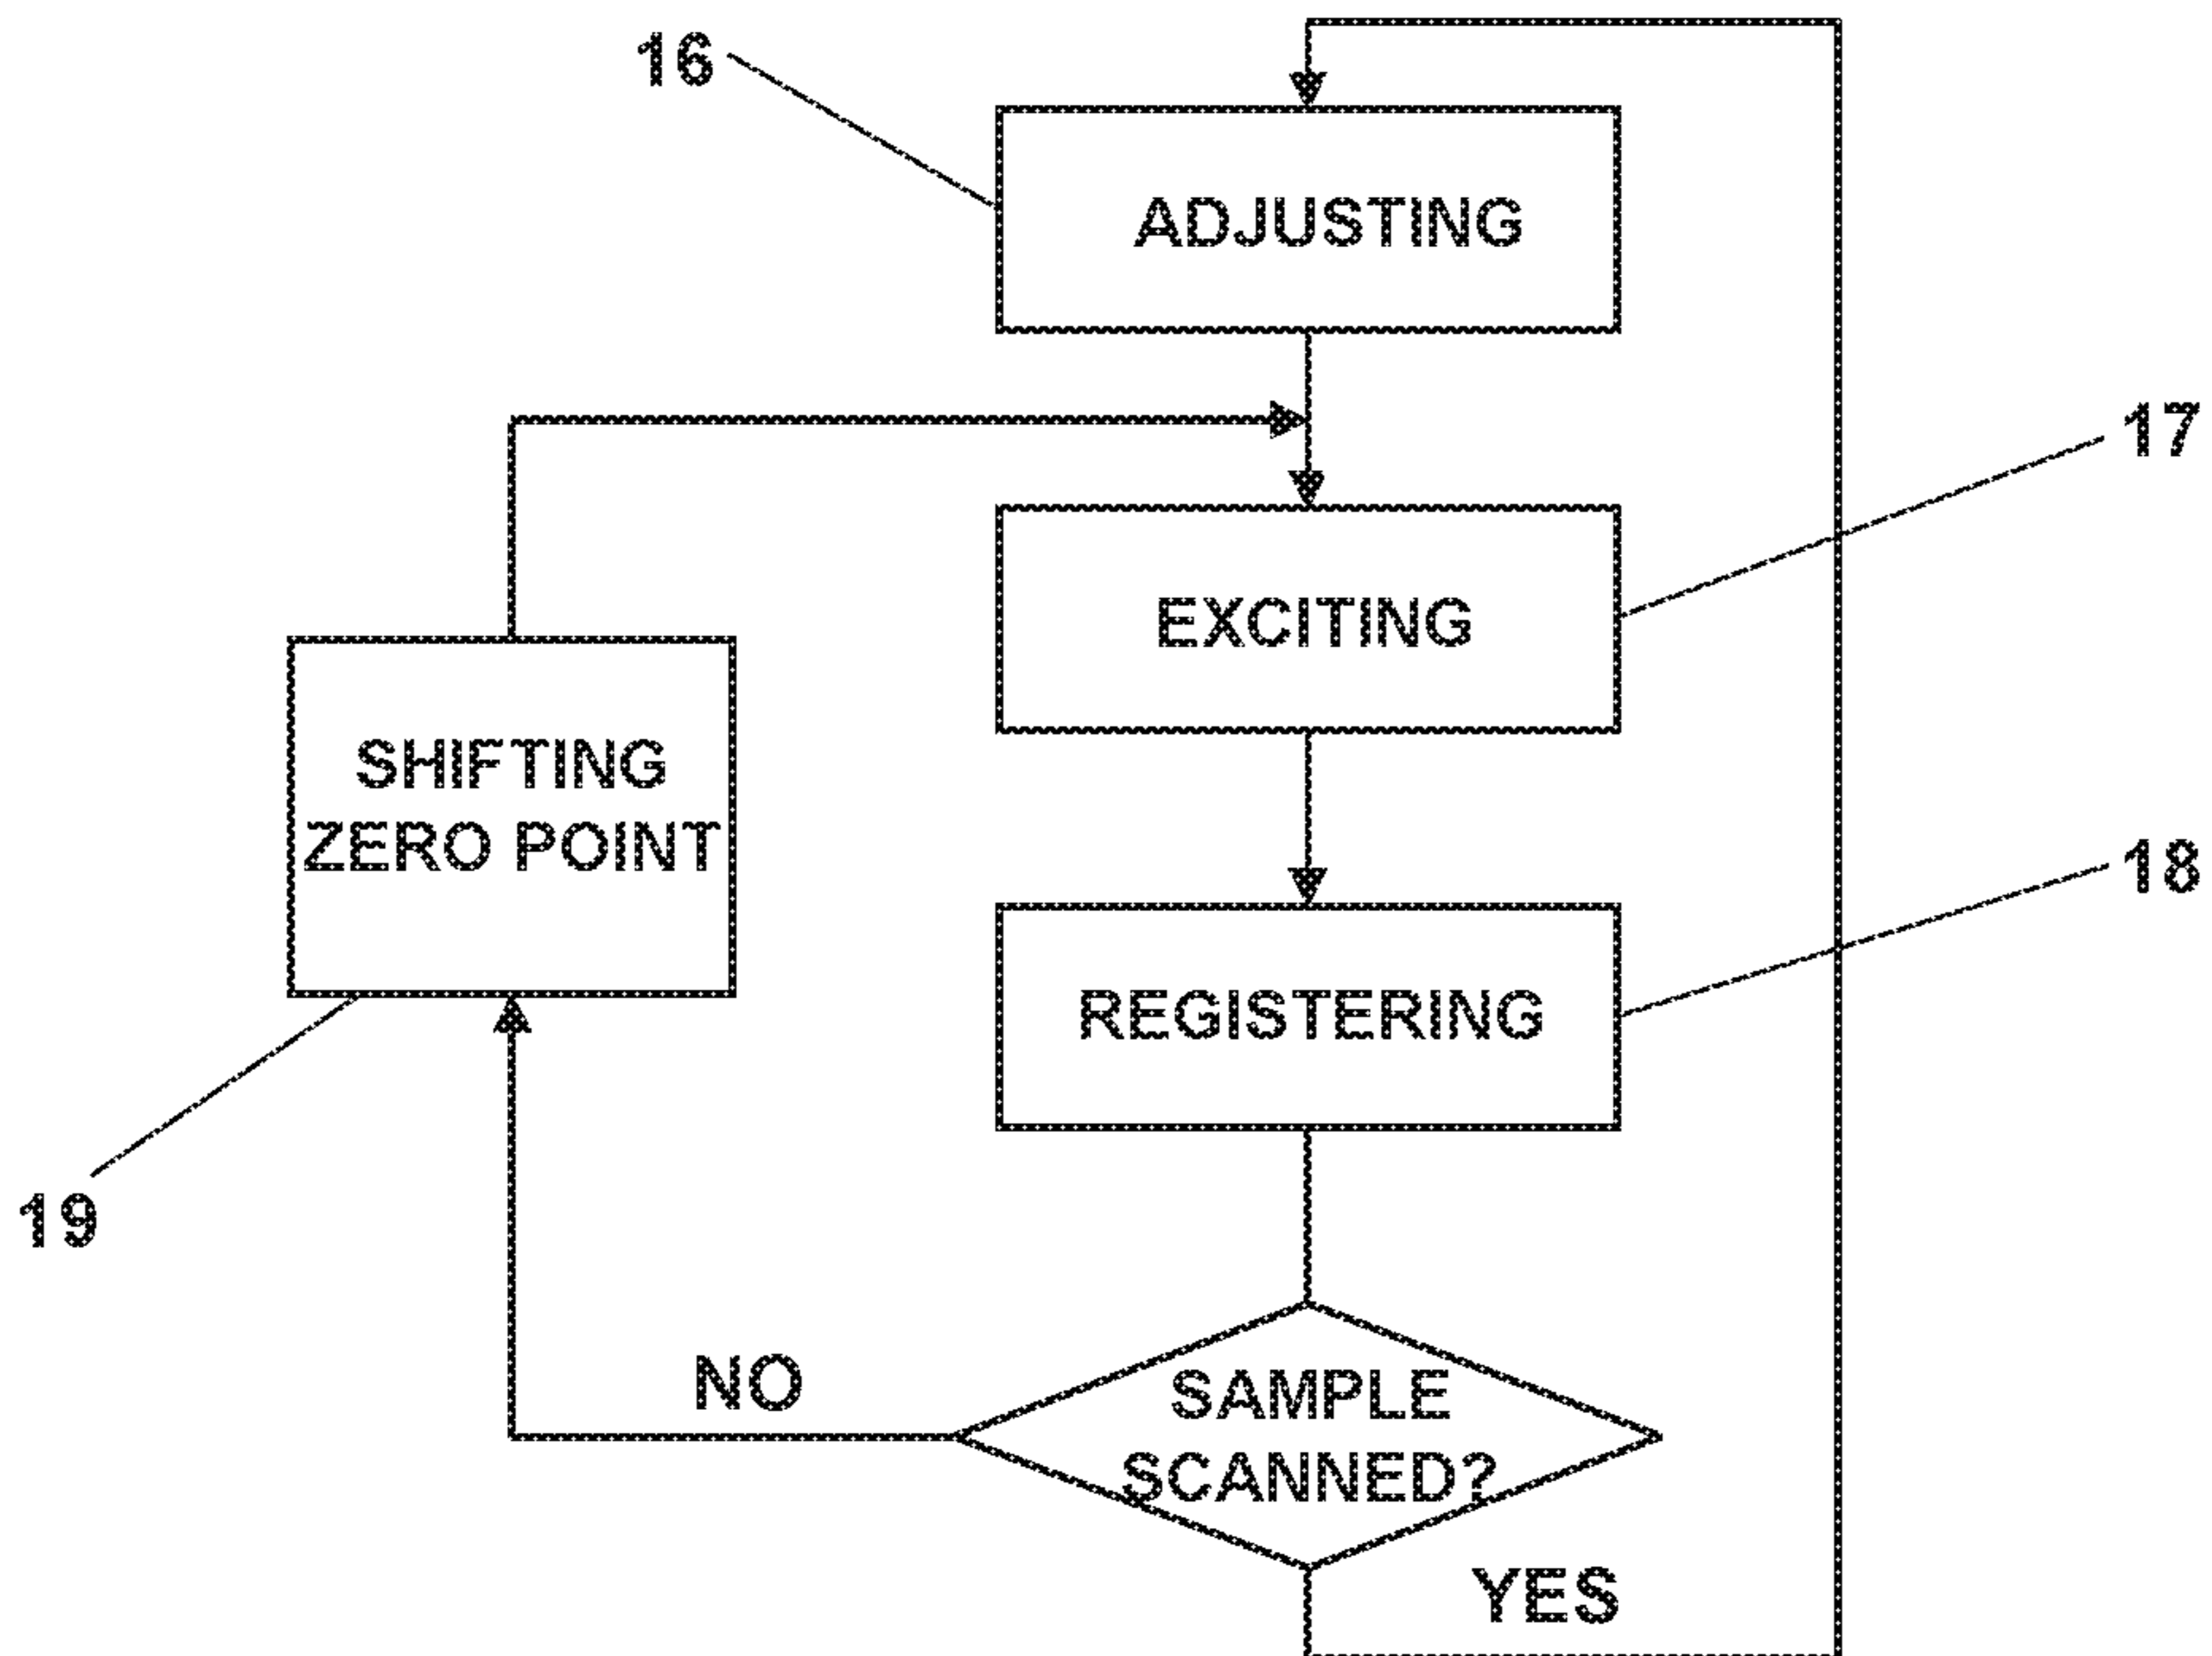 16
ADJUSTING
17
EXCITING
SHIFTING
ZERO POINT
18
REGISTERING
19
NO
SAMPLE
SCANNED?
YES